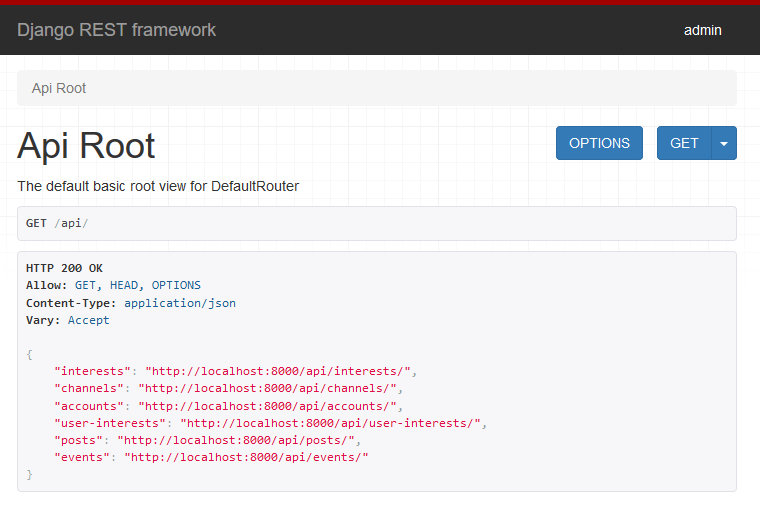 Django REST framework
admin
Api Root
Api Root
OPTIONS
GET
The default basic root view for DefaultRouter
GET /api/
HTTP 200 OK
Allow: GET, HEAD, OPTIONS
Content-Type: application/json
Vary: Accept
{
    "interests": "http://localhost:8000/api/interests/",
    "channels": "http://localhost:8000/api/channels/",
    "accounts": "http://localhost:8000/api/accounts/",
    "user-interests": "http://localhost:8000/api/user-interests/",
    "posts": "http://localhost:8000/api/posts/",
    "events": "http://localhost:8000/api/events/"
}